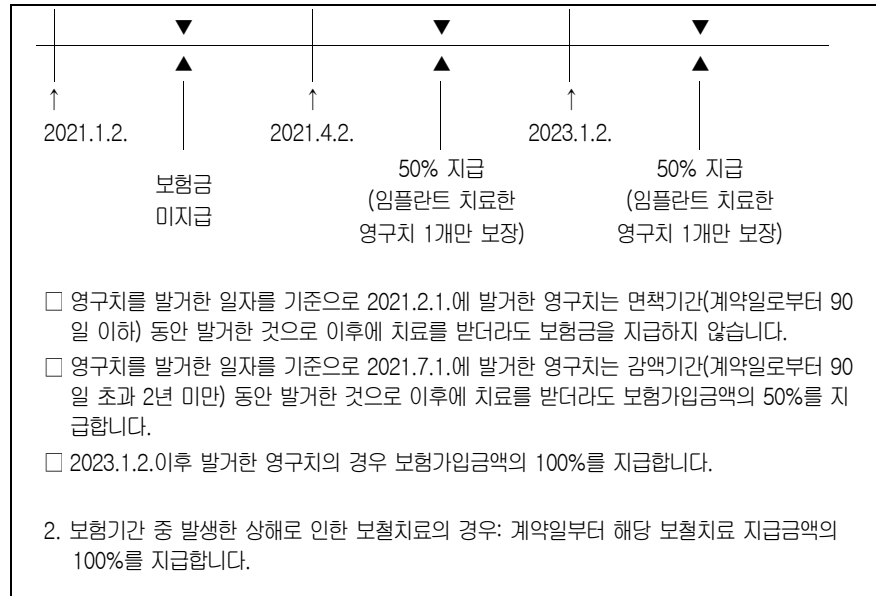 ▼ ▼ ▼
▲ ▲ ▲
↑ ↑ ↑
2021.1.2. 2021.4.2. 2023.1.2.
보험금
미지급
50% 지급
(임플란트 치료한
영구치 1개만 보장)
50% 지급
(임플란트 치료한
영구치 1개만 보장)
□ 영구치를 발거한 일자를 기준으로 2021.2.1.에 발거한 영구치는 면책기간(계약일로부터 90
일 이하) 동안 발거한 것으로 이후에 치료를 받더라도 보험금을 지급하지 않습니다.
□ 영구치를 발거한 일자를 기준으로 2021.7.1.에 발거한 영구치는 감액기간(계약일로부터 90
일 초과 2년 미만) 동안 발거한 것으로 이후에 치료를 받더라도 보험가입금액의 50%를 지
급합니다.
□ 2023.1.2.이후 발거한 영구치의 경우 보험가입금액의 100%를 지급합니다.
2. 보험기간 중 발생한 상해로 인한 보철치료의 경우: 계약일부터 해당 보철치료 지급금액의
100%를 지급합니다.